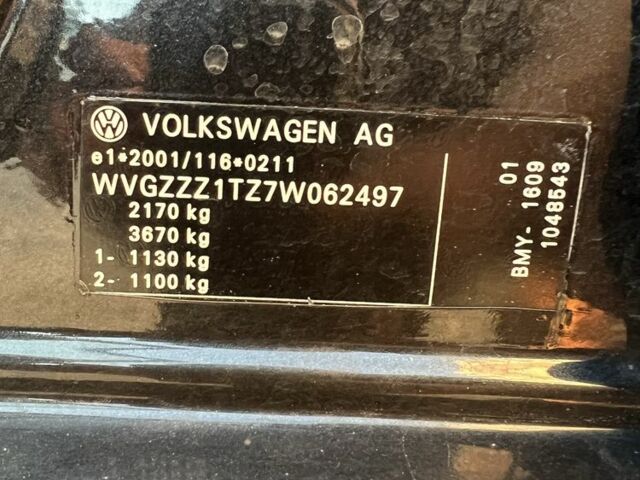 VOLKSWAGEN AG
e1*2001/116*0211
WVGZZZ1TZ7W062497
2170 kg
3670 kg
1- 1130 kg
2- 1100 kg
01
BMY- 1609
1048543